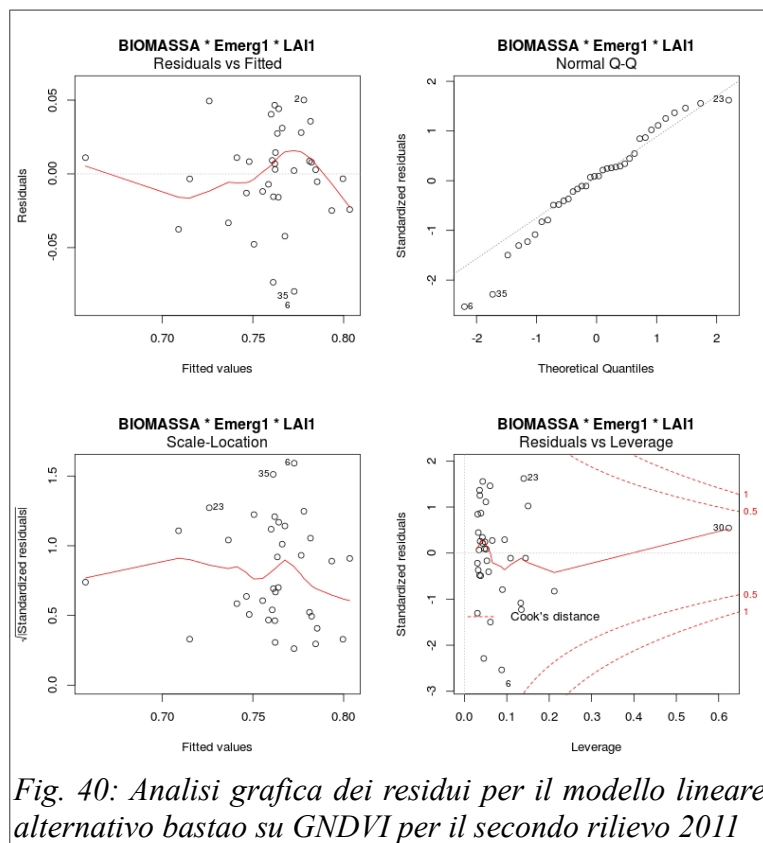 BIOMASSA * Emerg1 * LAI1
Residuals vs Fitted
Residuals
0.05
0.00
-0.05
2
35
6
0.70
0.75
0.80
Fitted values
BIOMASSA * Emerg1 * LAI1
Normal Q-Q
Standardized residuals
2
1
0
-1
-2
23
35
6
-2
-1
0
1
2
Theoretical Quantiles
BIOMASSA * Emerg1 * LAI1
Scale-Location
√|Standardized residuals|
1.5
1.0
0.5
0.0
6
35
23
0.70
0.75
0.80
Fitted values
BIOMASSA * Emerg1 * LAI1
Residuals vs Leverage
Standardized residuals
2
1
0
-1
-2
-3
23
30
6
1
0.5
0.5
1
Cook's distance
0.0
0.1
0.2
0.3
0.4
0.5
0.6
Leverage
Fig. 40: Analisi grafica dei residui per il modello lineare
alternativo bastao su GNDVI per il secondo rilievo 2011